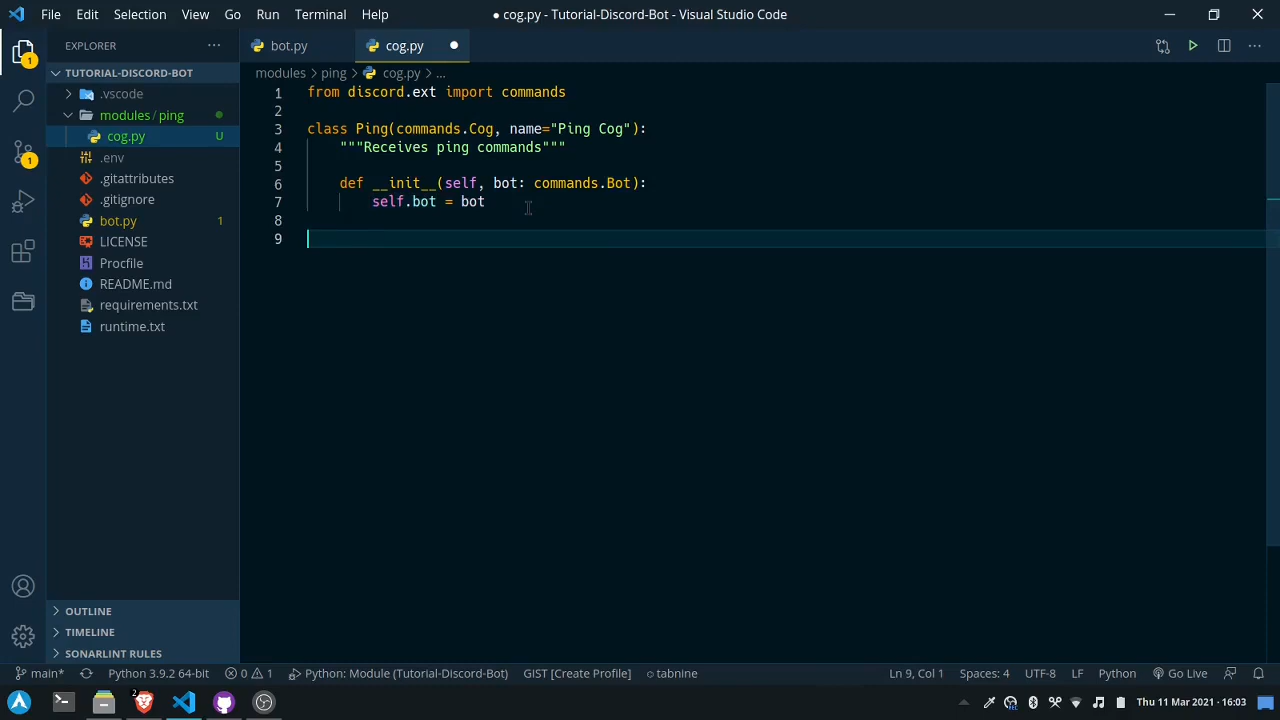 File Edit Selection View Go Run Terminal Help
● cog.py - Tutorial-Discord-Bot - Visual Studio Code
EXPLORER
TUTORIAL-DISCORD-BOT
.vscode
modules / ping
cog.py U
.env
.gitattributes
.gitignore
bot.py 1
LICENSE
Procfile
README.md
requirements.txt
runtime.txt
OUTLINE
TIMELINE
SONARLINT RULES
1
1
bot.py
cog.py
modules > ping > cog.py > ...
1 from discord.ext import commands
2
3 class Ping(commands.Cog, name="Ping Cog"):
4 """Receives ping commands"""
5
6 def __init__(self, bot: commands.Bot):
7 self.bot = bot
8
9
main* Python 3.9.2 64-bit 0 1 Python: Module (Tutorial-Discord-Bot) GIST [Create Profile] tabnine Ln 9, Col 1 Spaces: 4 UTF-8 LF Python Go Live
2 Thu 11 Mar 2021 - 16:03